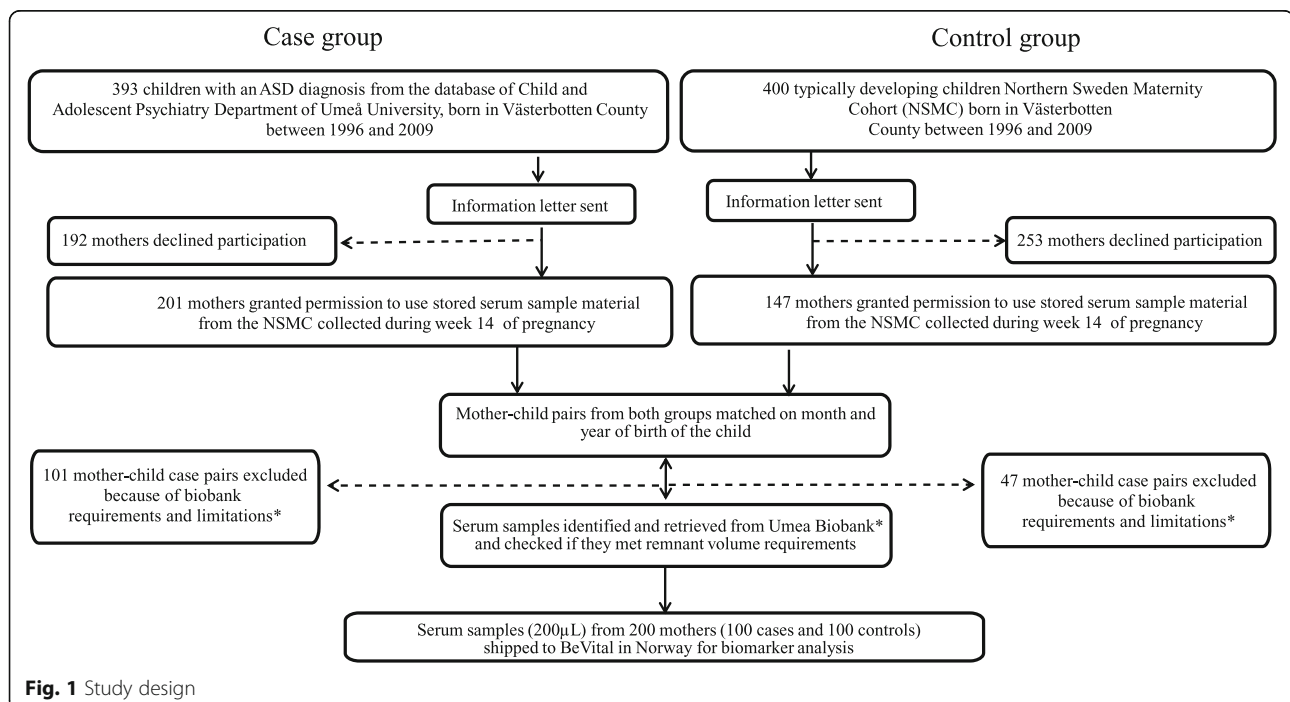 Case group
Control group
393 children with an ASD diagnosis from the database of Child and
Adolescent Psychiatry Department of Umeå University, born in Västerbotten County
between 1996 and 2009
400 typically developing children Northern Sweden Maternity
Cohort (NSMC) born in Västerbotten
County between 1996 and 2009
Information letter sent
Information letter sent
192 mothers declined participation
253 mothers declined participation
201 mothers granted permission to use stored serum sample material
from the NSMC collected during week 14 of pregnancy
147 mothers granted permission to use stored serum sample material
from the NSMC collected during week 14 of pregnancy
Mother-child pairs from both groups matched on month and
year of birth of the child
101 mother-child case pairs excluded
because of biobank
requirements and limitations*
47 mother-child case pairs excluded
because of biobank
requirements and limitations*
Serum samples identified and retrieved from Umea Biobank*
and checked if they met remnant volume requirements
Serum samples (200μL) from 200 mothers (100 cases and 100 controls)
shipped to BeVital in Norway for biomarker analysis
Fig. 1 Study design